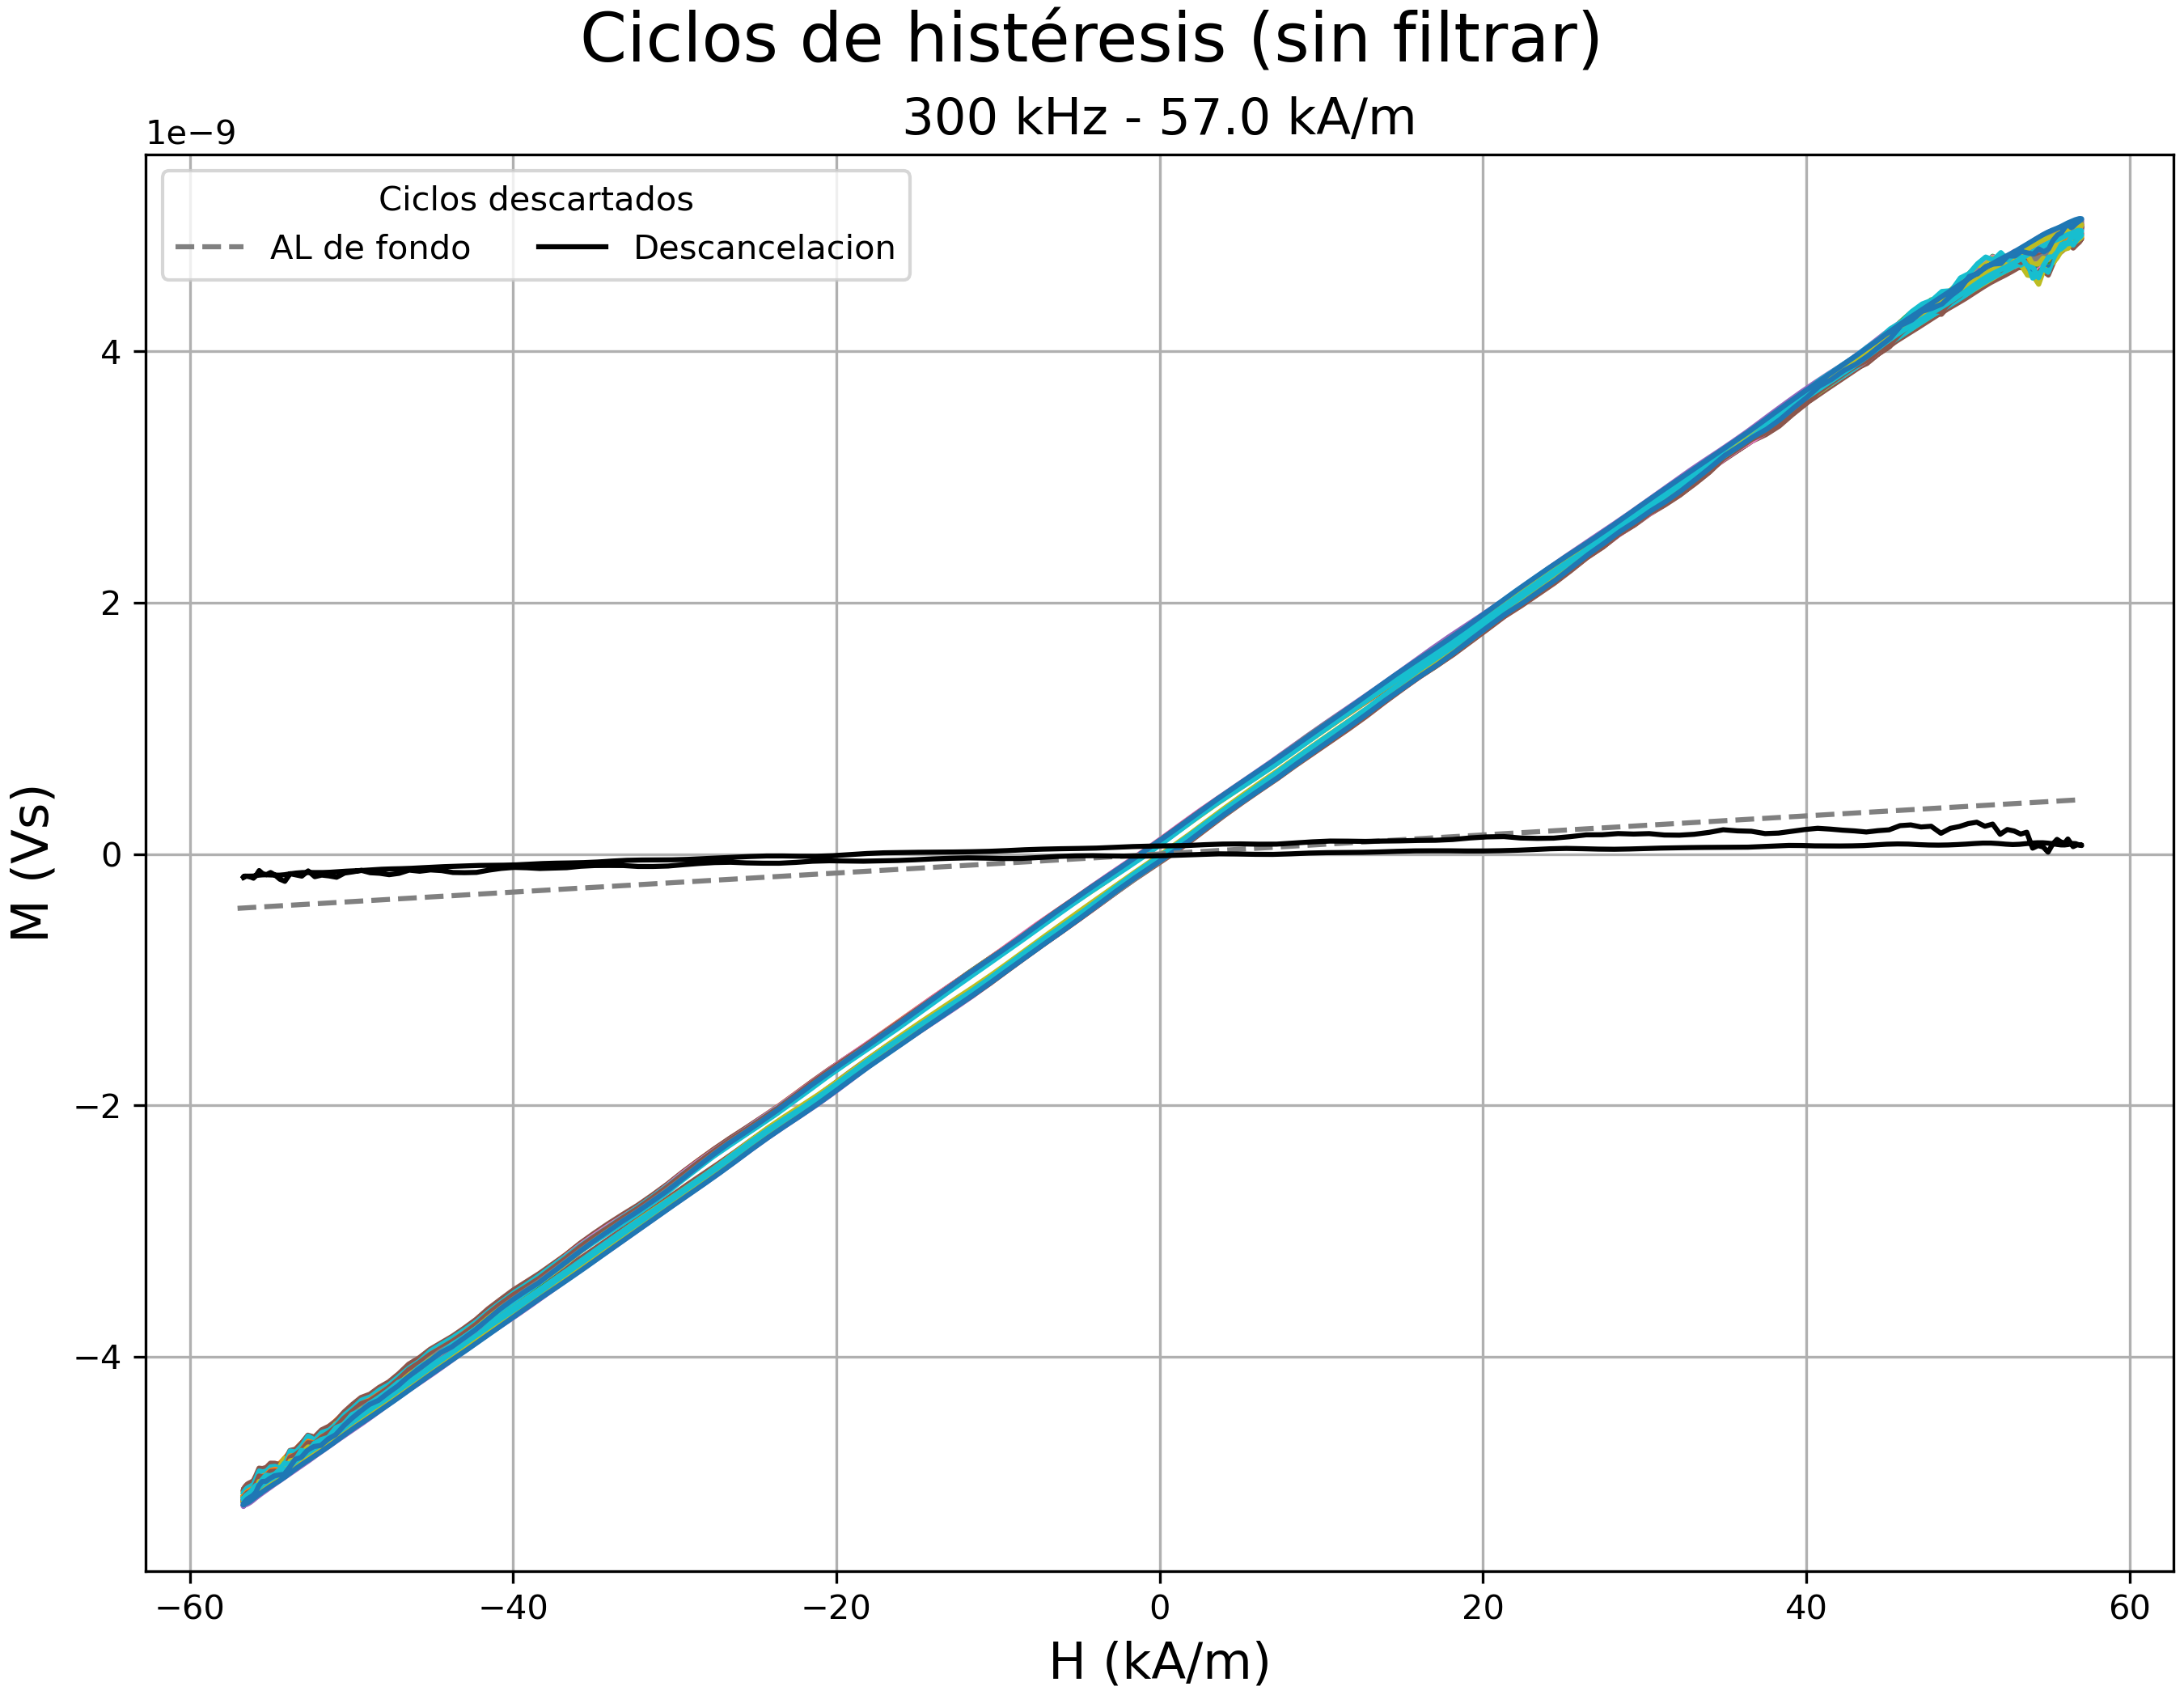 Ciclos de histéresis (sin filtrar)
300 kHz - 57.0 kA/m
1e−9
Ciclos descartados
AL de fondo Descancelacion
4
2
0
−2
−4
M (Vs)
−60 −40 −20 0 20 40 60
H (kA/m)